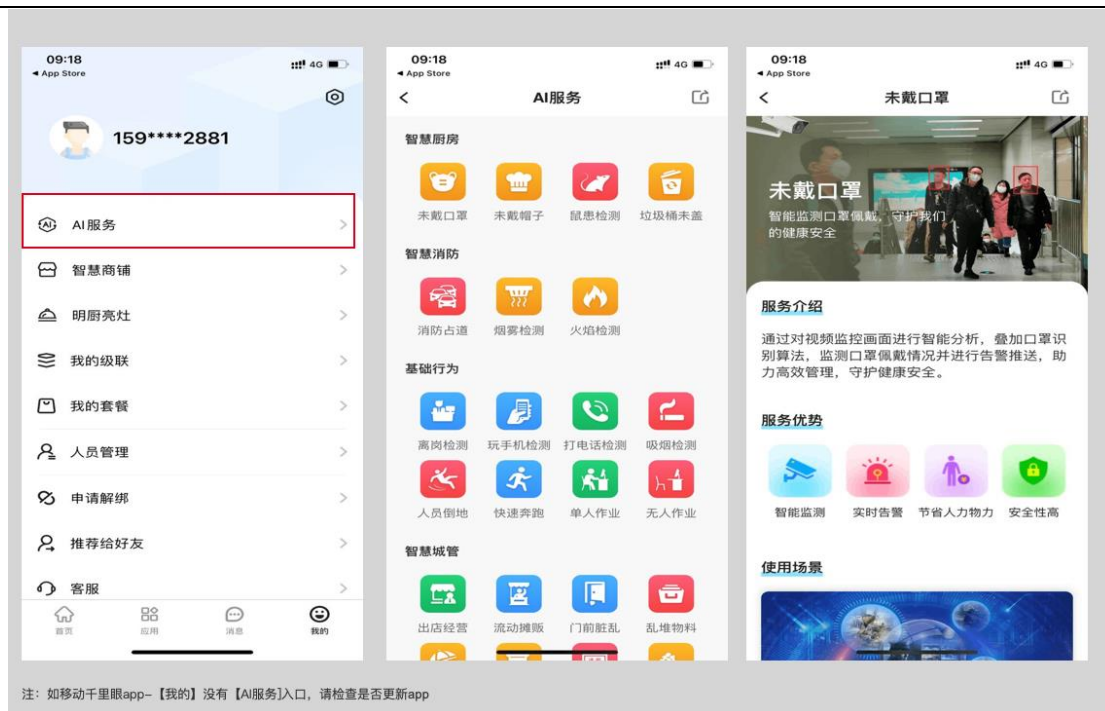 09:18
App Store
4G
159****2881
AI服务
智慧商铺
明厨亮灶
我的级联
我的套餐
人员管理
申请解绑
推荐给好友
客服
首页
应用
消息
我的
09:18
App Store
4G
AI服务
智慧厨房
未戴口罩
未戴帽子
鼠患检测
垃圾桶未盖
智慧消防
消防占道
烟雾检测
火焰检测
基础行为
离岗检测
玩手机检测
打电话检测
吸烟检测
人员倒地
快速奔跑
单人作业
无人作业
智慧城管
出店经营
流动摊贩
门前脏乱
乱堆物料
09:18
App Store
4G
未戴口罩
未戴口罩
智能监测口罩佩戴，守护我们
的健康安全
服务介绍
通过对视频监控画面进行智能分析，叠加口罩识
别算法，监测口罩佩戴情况并进行告警推送，助
力高效管理，守护健康安全。
服务优势
智能监测
实时告警
节省人力物力
安全性高
使用场景
注：如移动千里眼app-【我的】没有【AI服务]入口，请检查是否更新app